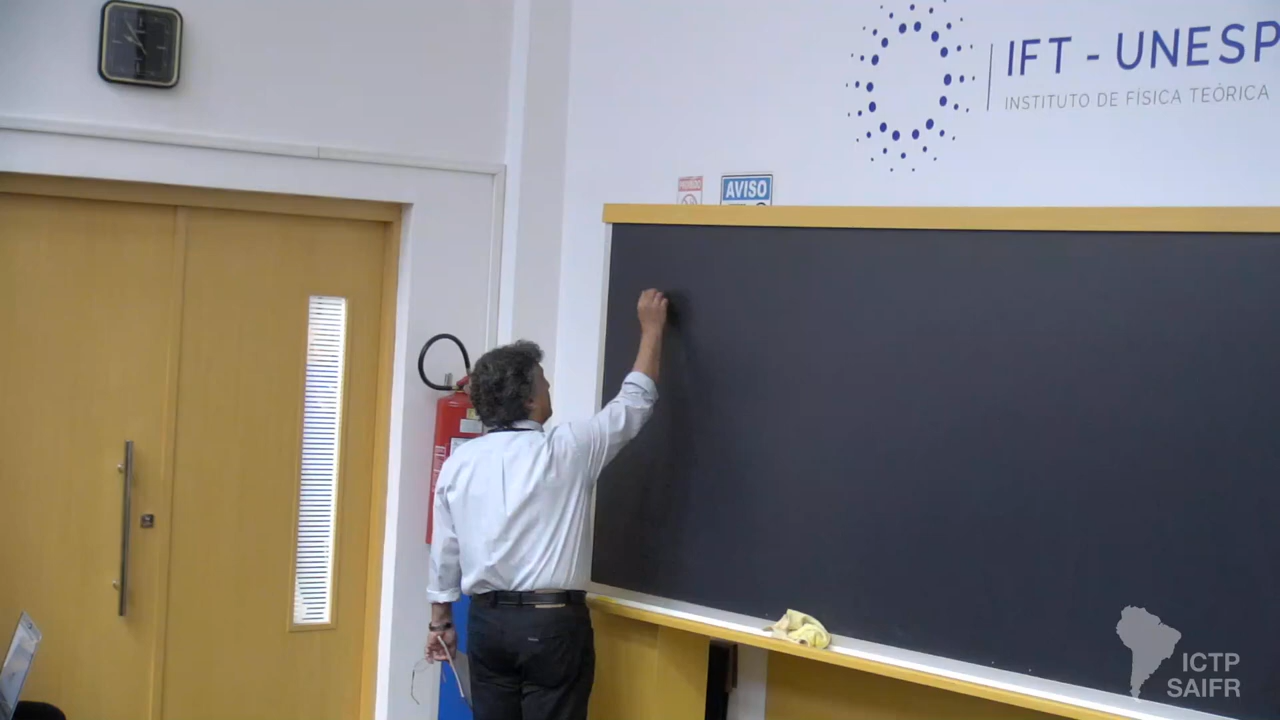 IFT - UNESP
INSTITUTO DE FÍSICA TEÓRICA
AVISO
ICTP
SAIFR